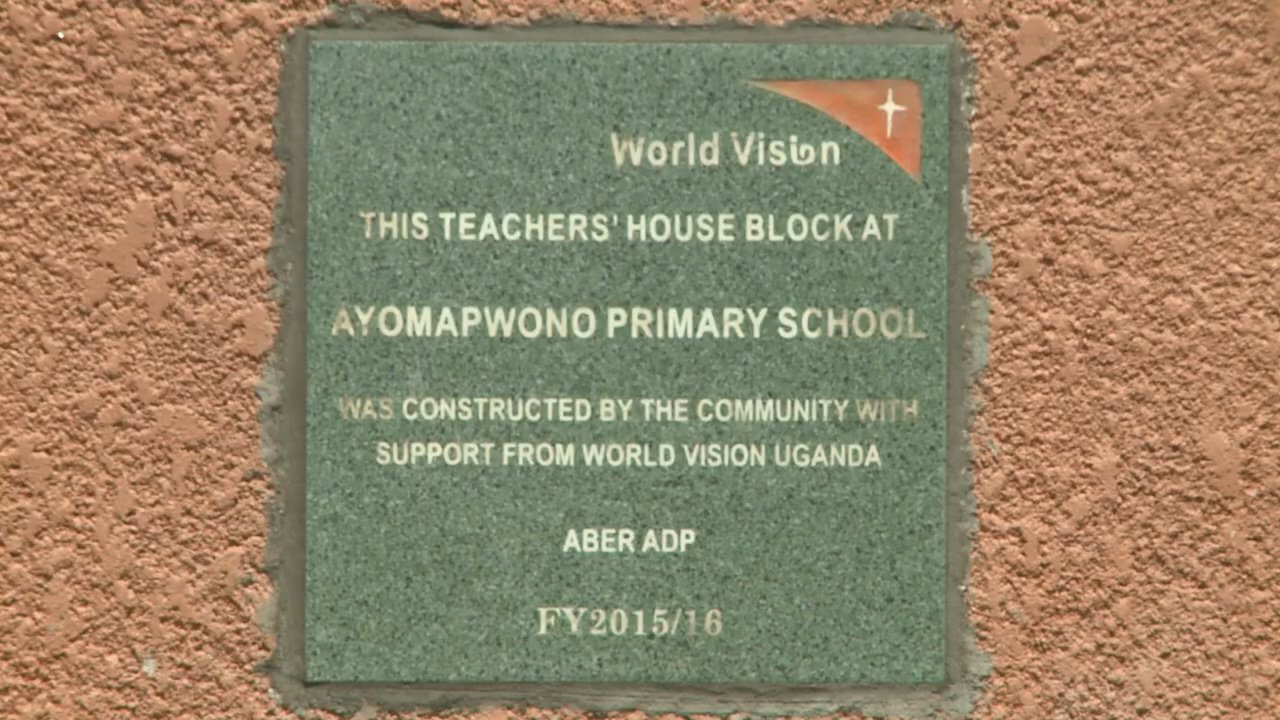 World Vision
THIS TEACHERS' HOUSE BLOCK AT
AYOMAPWONO PRIMARY SCHOOL
WAS CONSTRUCTED BY THE COMMUNITY WITH
SUPPORT FROM WORLD VISION UGANDA
ABER ADP
FY2015/16